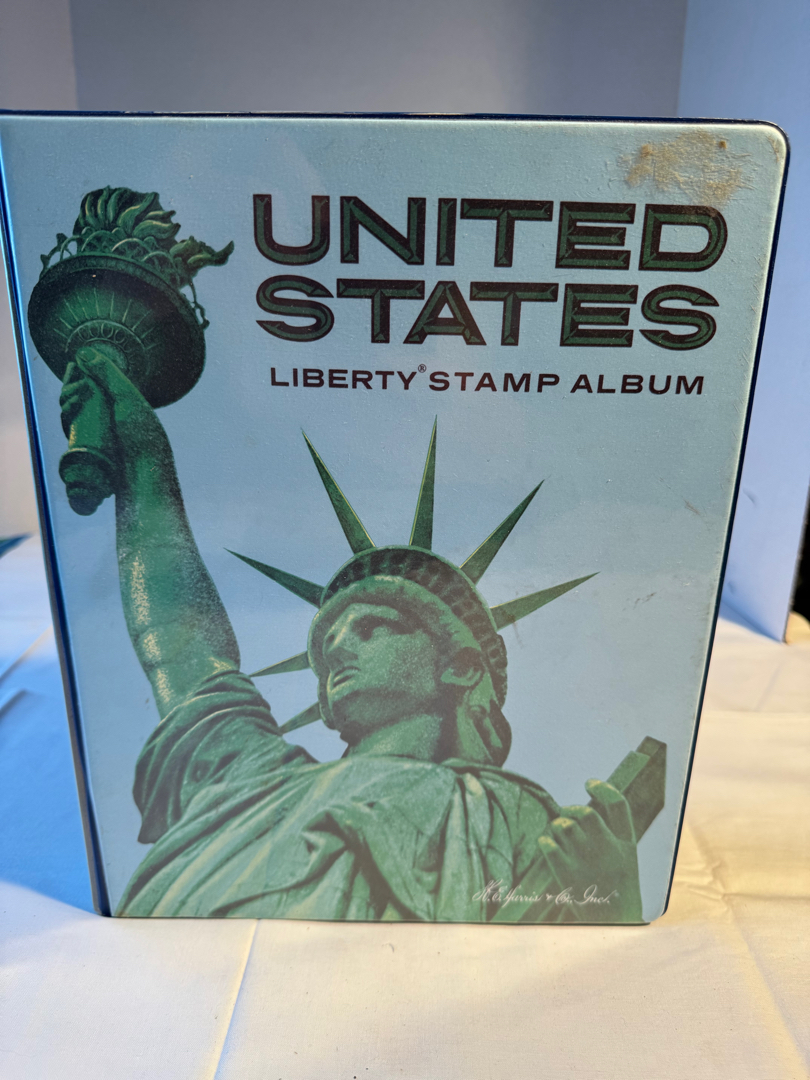 UNITED
STATES
LIBERTY® STAMP ALBUM
H.E. Harris & Co., Inc.